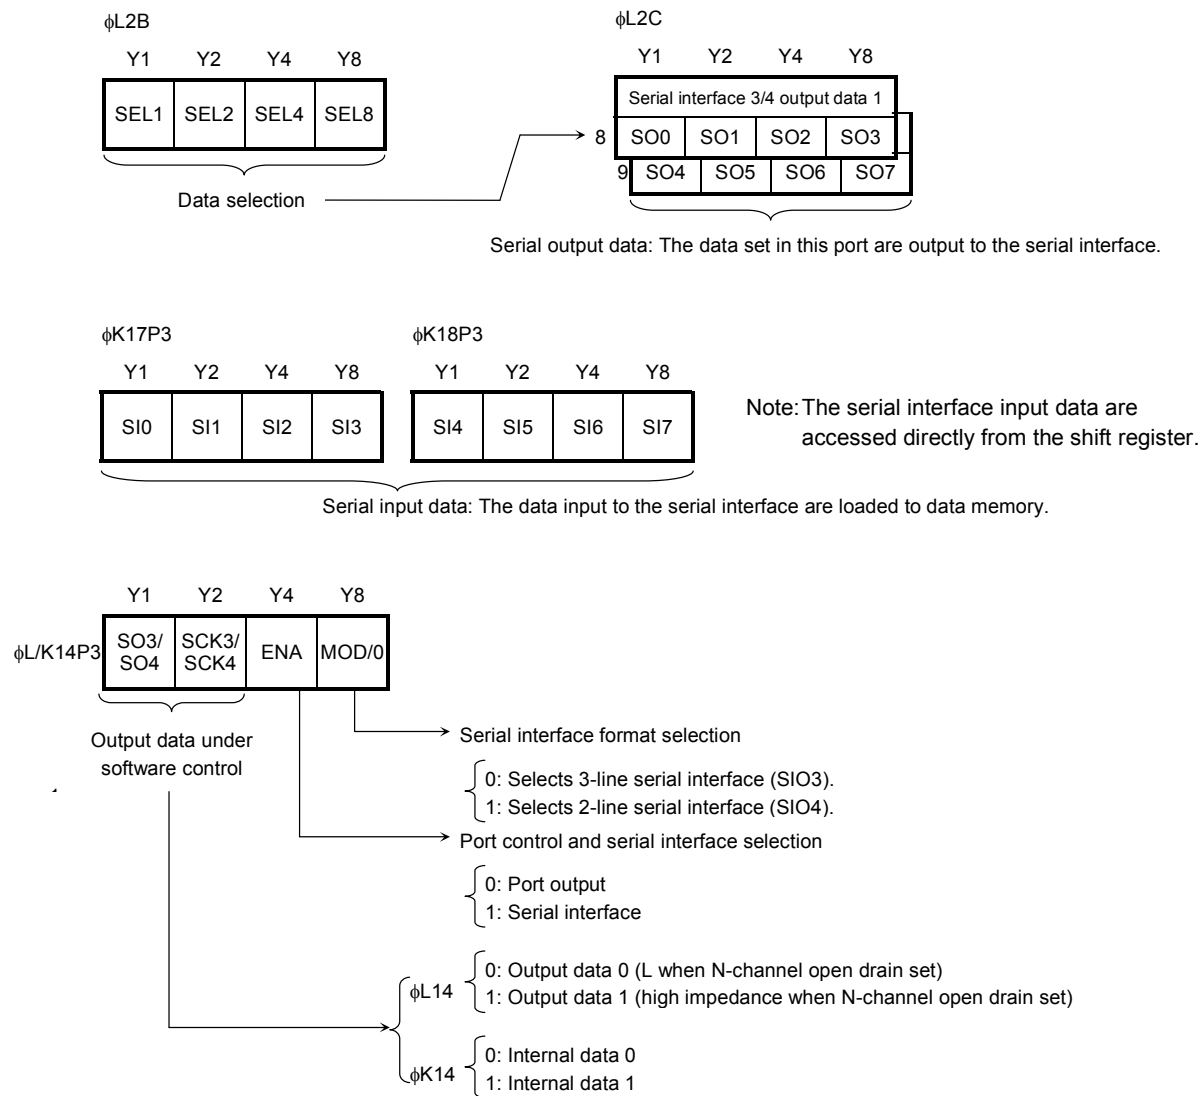 ϕL2B
Y1 Y2 Y4 Y8
SEL1 SEL2 SEL4 SEL8
Data selection
ϕL2C
Y1 Y2 Y4 Y8
Serial interface 3/4 output data 1
8 SO0 SO1 SO2 SO3
9 SO4 SO5 SO6 SO7
Serial output data: The data set in this port are output to the serial interface.
ϕK17P3
Y1 Y2 Y4 Y8
SI0 SI1 SI2 SI3
ϕK18P3
Y1 Y2 Y4 Y8
SI4 SI5 SI6 SI7
Note: The serial interface input data are
accessed directly from the shift register.
Serial input data: The data input to the serial interface are loaded to data memory.
Y1 Y2 Y4 Y8
ϕL/K14P3
SO3/
SO4
SCK3/
SCK4
ENA
MOD/0
Output data under
software control
Serial interface format selection
0: Selects 3-line serial interface (SIO3).
1: Selects 2-line serial interface (SIO4).
Port control and serial interface selection
0: Port output
1: Serial interface
ϕL14
0: Output data 0 (L when N-channel open drain set)
1: Output data 1 (high impedance when N-channel open drain set)
ϕK14
0: Internal data 0
1: Internal data 1